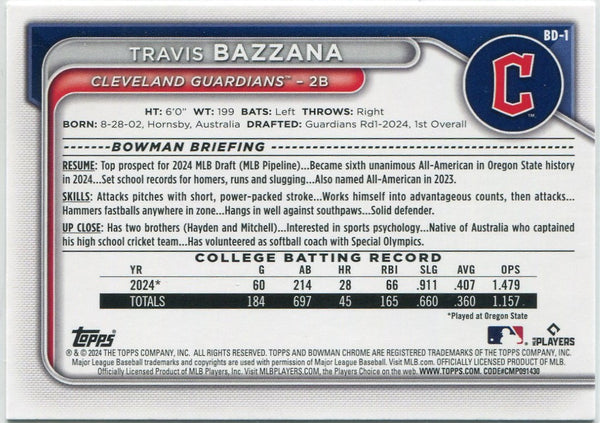 BD-1
TRAVIS BAZZANA
CLEVELAND GUARDIANS™ – 2B
C
™
HT: 6'0" WT: 199 BATS: Left THROWS: Right
BORN: 8-28-02, Hornsby, Australia DRAFTED: Guardians Rd1-2024, 1st Overall
BOWMAN BRIEFING
RESUME: Top prospect for 2024 MLB Draft (MLB Pipeline)...Became sixth unanimous All-American in Oregon State history
in 2024...Set school records for homers, runs and slugging...Also named All-American in 2023.
SKILLS: Attacks pitches with short, power-packed stroke...Works himself into advantageous counts, then attacks...
Hammers fastballs anywhere in zone...Hangs in well against southpaws...Solid defender.
UP CLOSE: Has two brothers (Hayden and Mitchell)...Interested in sports psychology...Native of Australia who captained
his high school cricket team...Has volunteered as softball coach with Special Olympics.
COLLEGE BATTING RECORD
YR G AB HR RBI SLG AVG OPS
2024* 60 214 28 66 .911 .407 1.479
TOTALS 184 697 45 165 .660 .360 1.157
*Played at Oregon State
Topps
PLAYERS
® & © 2024 THE TOPPS COMPANY, INC. ALL RIGHTS RESERVED. TOPPS AND BOWMAN CHROME ARE REGISTERED TRADEMARKS OF THE TOPPS COMPANY, INC.
Major League Baseball trademarks and copyrights are used with permission of Major League Baseball. Visit MLB.com. OFFICIALLY LICENSED PRODUCT OF MLB.
Officially Licensed Product of MLB Players, Inc. Visit MLBPLAYERS.com, the Players Choice on the web. WWW.TOPPS.COM. CODE#CMP091430